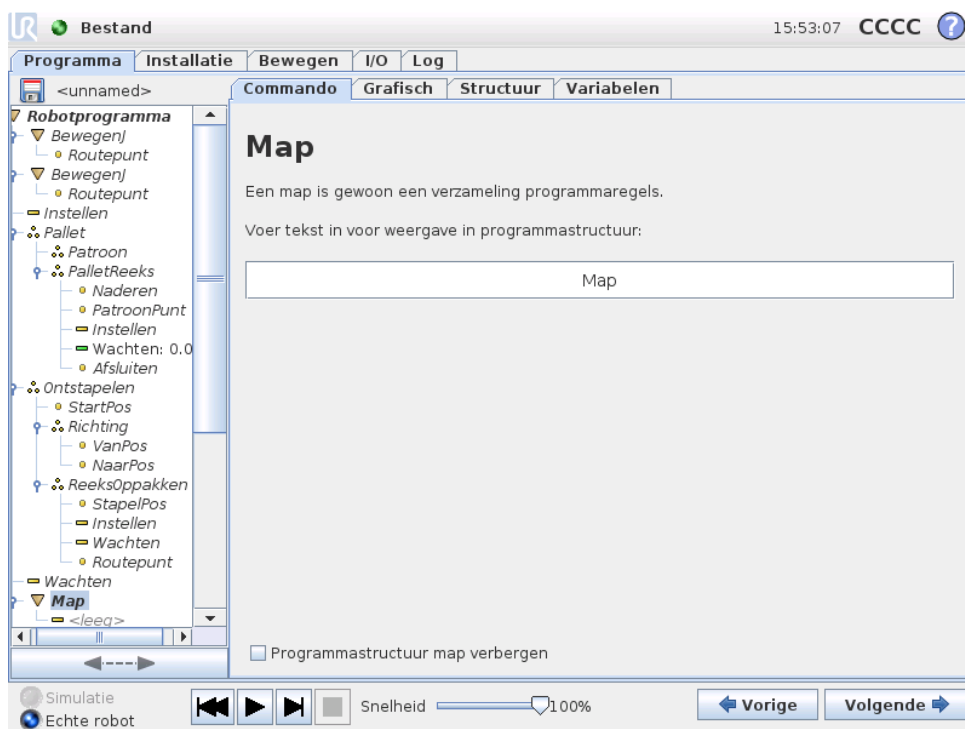 UR Bestand 15:53:07 CCCC ?
Programma Installatie Bewegen I/O Log
<unnamed>
Commando Grafisch Structuur Variabelen
Robotprogramma
BewegenJ
Routepunt
BewegenJ
Routepunt
Instellen
Pallet
Patroon
PalletReeks
Naderen
PatroonPunt
Instellen
Wachten: 0.0
Afsluiten
Ontstapelen
StartPos
Richting
VanPos
NaarPos
ReeksOppakken
StapelPos
Instellen
Wachten
Routepunt
Wachten
Map
<leeg>
Map
Een map is gewoon een verzameling programmaregels.
Voer tekst in voor weergave in programmastructuur:
Map
Programmastructuur map verbergen
Simulatie
Echte robot
Snelheid 100%
Vorige Volgende